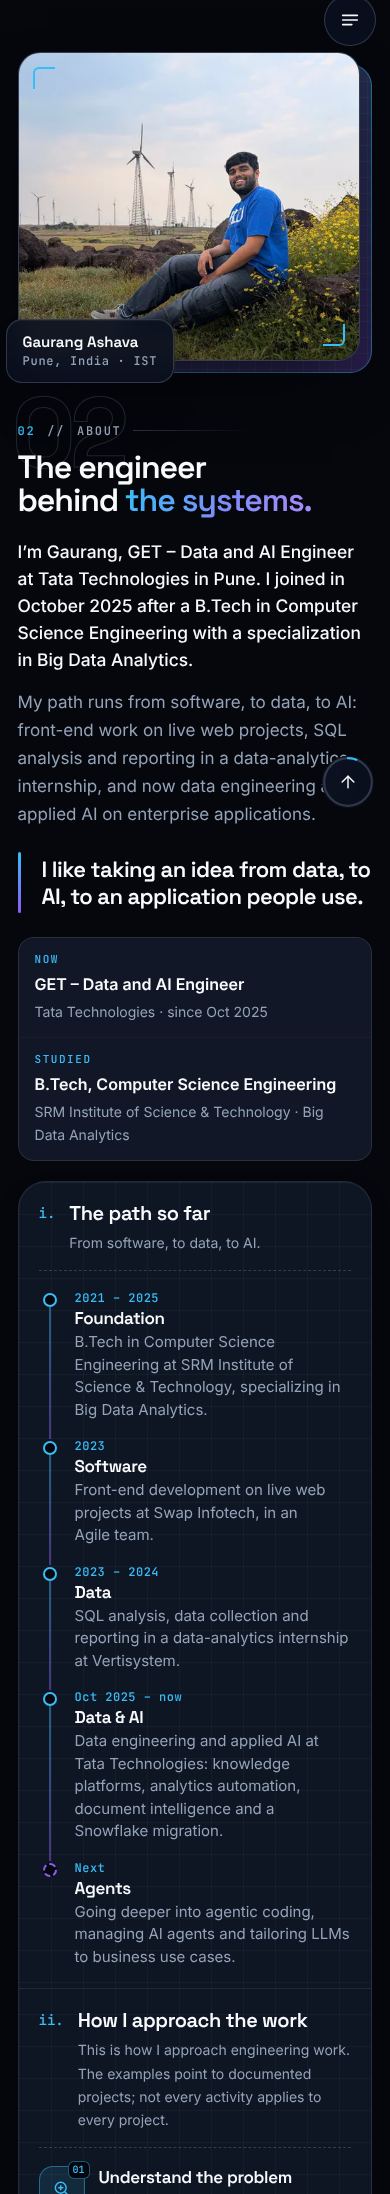 Gaurang Ashava
Pune, India · IST
02
02 // ABOUT
The engineer
behind the systems.
I'm Gaurang, GET – Data and AI Engineer
at Tata Technologies in Pune. I joined in
October 2025 after a B.Tech in Computer
Science Engineering with a specialization
in Big Data Analytics.
My path runs from software, to data, to AI:
front-end work on live web projects, SQL
analysis and reporting in a data-analytics
internship, and now data engineering
applied AI on enterprise applications.
I like taking an idea from data, to
AI, to an application people use.
NOW
GET – Data and AI Engineer
Tata Technologies · since Oct 2025
STUDIED
B.Tech, Computer Science Engineering
SRM Institute of Science & Technology · Big
Data Analytics
i. The path so far
From software, to data, to AI.
2021 – 2025
Foundation
B.Tech in Computer Science
Engineering at SRM Institute of
Science & Technology, specializing in
Big Data Analytics.
2023
Software
Front-end development on live web
projects at Swap Infotech, in an
Agile team.
2023 – 2024
Data
SQL analysis, data collection and
reporting in a data-analytics internship
at Vertisystem.
Oct 2025 – now
Data & AI
Data engineering and applied AI at
Tata Technologies: knowledge
platforms, analytics automation,
document intelligence and a
Snowflake migration.
Next
Agents
Going deeper into agentic coding,
managing AI agents and tailoring LLMs
to business use cases.
ii. How I approach the work
This is how I approach engineering work.
The examples point to documented
projects; not every activity applies to
every project.
01
Understand the problem